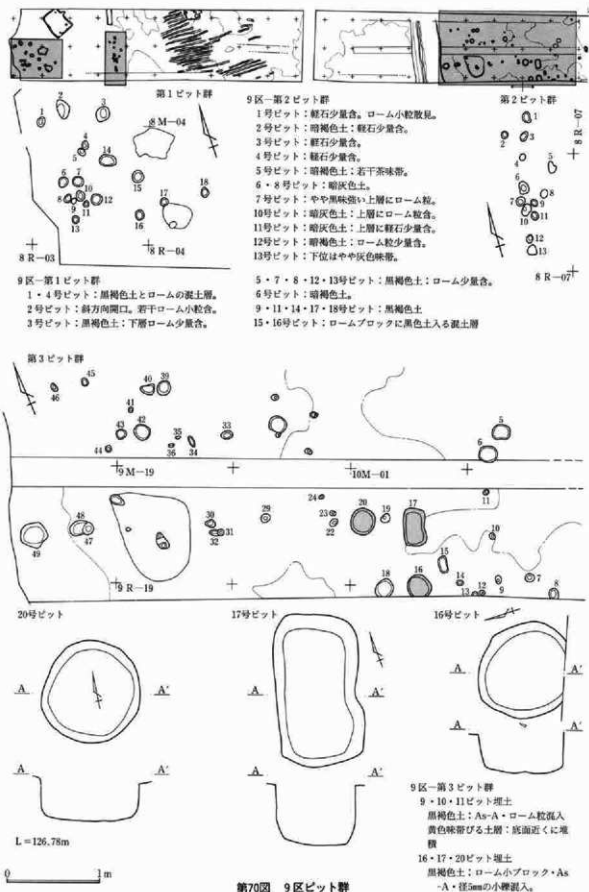 第1ピット群
8M-04
8R-03
8R-04
9区-第1ピット群
1・4号ピット：黒褐色土とロームの混土層。
2号ピット：斜方向開口。若干ローム小粒含。
3号ピット：黒褐色土：下層ローム少量含。
9区-第2ピット群
1号ピット：軽石少量含。ローム小粒散見。
2号ピット：暗褐色土：軽石少量含。
3号ピット：軽石少量含。
4号ピット：軽石少量含。
5号ピット：暗褐色土：若干茶味帯。
6・8号ピット：暗灰色土。
7号ピット：やや黒味強い上層にローム粒。
10号ピット：暗灰色土：上層にローム粒含。
11号ピット：暗灰色土：上層に軽石少量含。
12号ピット：暗褐色土：ローム粒少量含。
13号ピット：下位はやや灰色味帯。
第2ピット群
8R-07
8R-07
5・7・8・12・13号ピット：黒褐色土：ローム少量含。
6号ピット：暗褐色土。
9・11・14・17・18号ピット：黒褐色土
15・16号ピット：ロームブロックに黒色土入る混土層
第3ピット群
9M-19
10M-01
9R-19
20号ピット
17号ピット
16号ピット
A A'
A A'
A A'
A A'
A A'
A A'
L=126.78m
0 1m
9区-第3ピット群
9・10・11ピット埋土
黒褐色土：As-A・ローム粒混入
黄色味帯びる土層：底面近くに堆
積
16・17・20ピット埋土
黒褐色土：ローム小ブロック・As
-A・径5mmの小礫混入。
第70図 9区ピット群